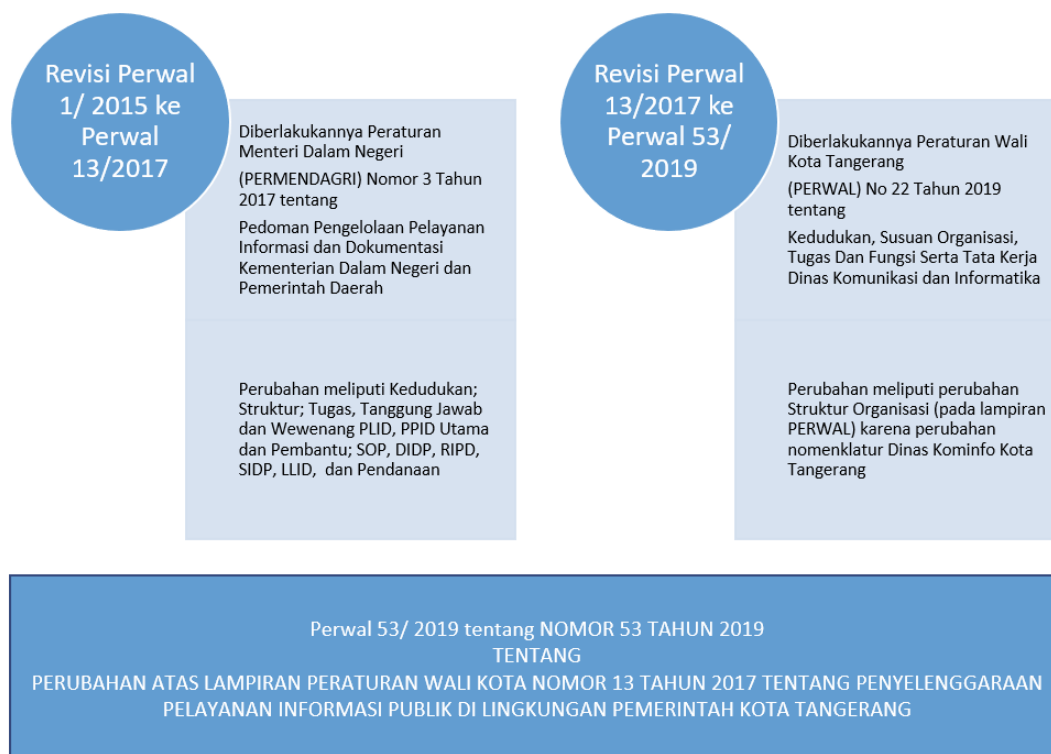 Revisi Perwal
1/ 2015 ke
Perwal
13/2017
Diberlakukannya Peraturan
Menteri Dalam Negeri
(PERMENDAGRI) Nomor 3 Tahun
2017 tentang
Pedoman Pengelolaan Pelayanan
Informasi dan Dokumentasi
Kementerian Dalam Negeri dan
Pemerintah Daerah
Perubahan meliputi Kedudukan;
Struktur; Tugas, Tanggung Jawab
dan Wewenang PLID, PPID Utama
dan Pembantu; SOP, DIDP, RIPD,
SIDP, LLID, dan Pendanaan
Revisi Perwal
13/2017 ke
Perwal 53/
2019
Diberlakukannya Peraturan Wali
Kota Tangerang
(PERWAL) No 22 Tahun 2019
tentang
Kedudukan, Susuan Organisasi,
Tugas Dan Fungsi Serta Tata Kerja
Dinas Komunikasi dan Informatika
Perubahan meliputi perubahan
Struktur Organisasi (pada lampiran
PERWAL) karena perubahan
nomenklatur Dinas Kominfo Kota
Tangerang
Perwal 53/ 2019 tentang NOMOR 53 TAHUN 2019
TENTANG
PERUBAHAN ATAS LAMPIRAN PERATURAN WALI KOTA NOMOR 13 TAHUN 2017 TENTANG PENYELENGGARAAN
PELAYANAN INFORMASI PUBLIK DI LINGKUNGAN PEMERINTAH KOTA TANGERANG